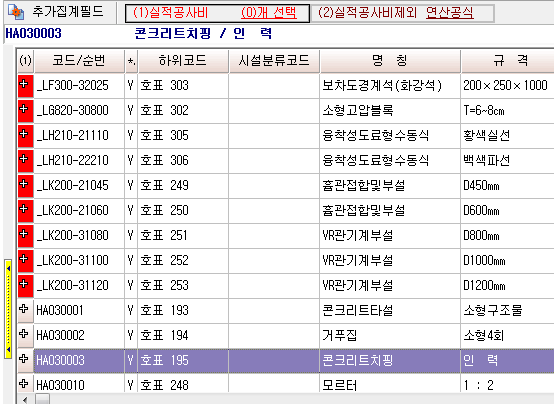 추가집계필드 (1)실적공사비 (0)개 선택 (2)실적공사비제외 연산공식
HA030003 콘크리트치핑 / 인 력
(1) 코드/순번 *. 하위코드 시설분류코드 명 칭 규 격
_LF300-32025 Y 호표 303 보차도경계석(화강석) 200×250×1000
_LG820-30800 Y 호표 302 소형고압블록 T=6~8cm
_LH210-21110 Y 호표 305 융착성도료형수동식 황색실선
_LH210-22210 Y 호표 306 융착성도료형수동식 백색파선
_LK200-21045 Y 호표 249 흄관접합및부설 D450mm
_LK200-21060 Y 호표 250 흄관접합및부설 D600mm
_LK200-31080 Y 호표 251 VR관기계부설 D800mm
_LK200-31100 Y 호표 252 VR관기계부설 D1000mm
_LK200-31120 Y 호표 253 VR관기계부설 D1200mm
HA030001 Y 호표 193 콘크리트타설 소형구조물
HA030002 Y 호표 194 거푸집 소형4회
HA030003 Y 호표 195 콘크리트치핑 인 력
HA030010 Y 호표 248 모르터 1 : 2